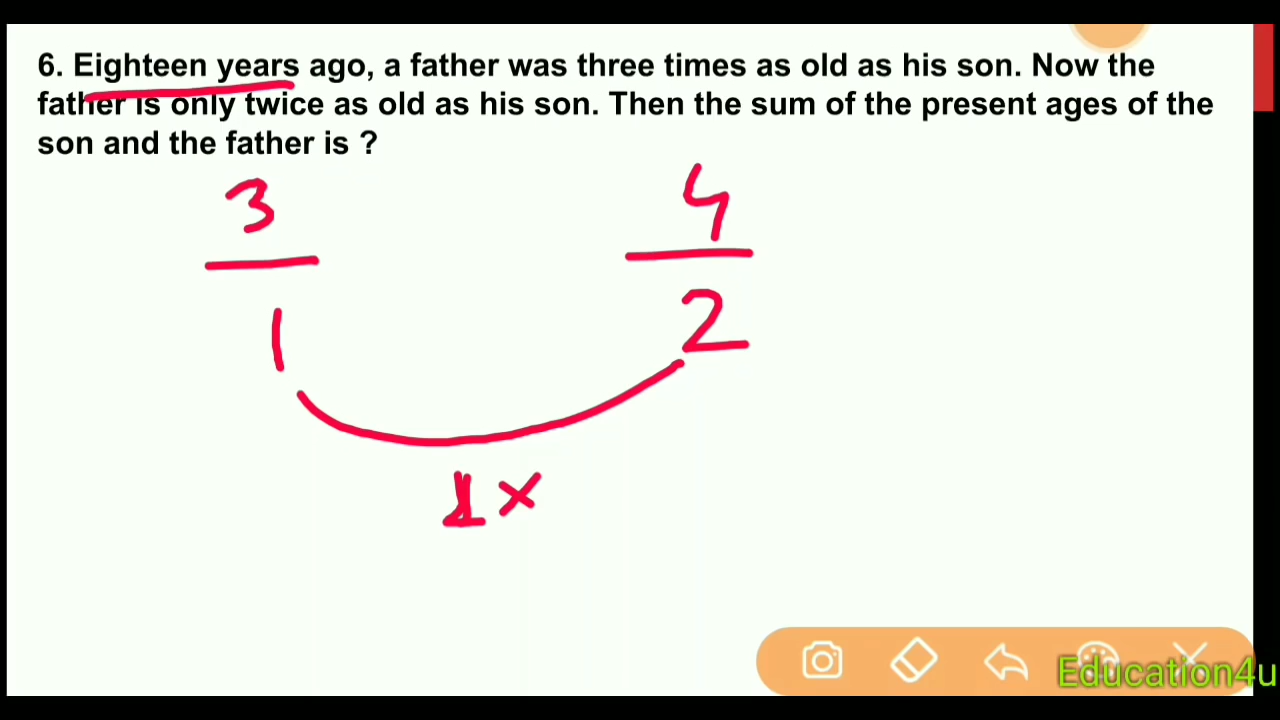 6. Eighteen years ago, a father was three times as old as his son. Now the
father is only twice as old as his son. Then the sum of the present ages of the
son and the father is ?
3 4
1 2
1x
Education4u